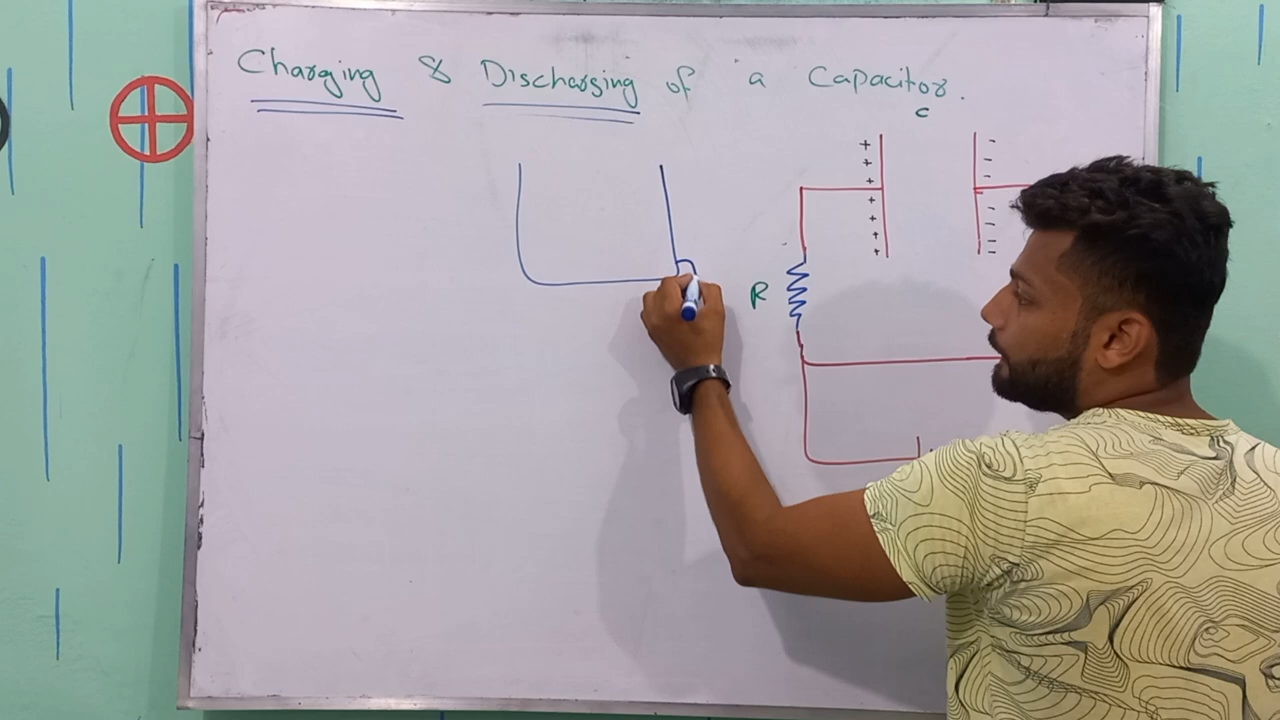 Charging & Discharging of a Capacitor.
C
+ -
+ -
+ -
+ -
+ -
+ -
+ -
R